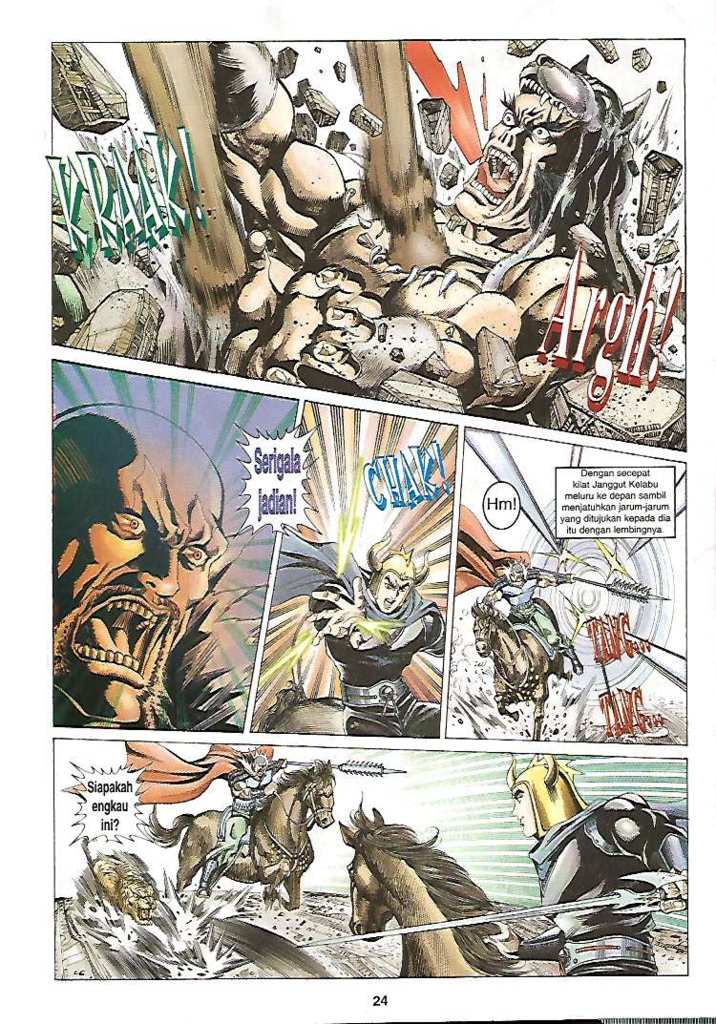 KRAAK!
Argh!
Serigala
jadian!
CHAK!
Hm!
Dengan secepat
kilat Janggut Kelabu
meluru ke depan sambil
menjatuhkan jarum-jarum
yang ditujukan kepada dia
itu dengan lembingnya.
TANG...
TANG...
Siapakah
engkau
ini?
24